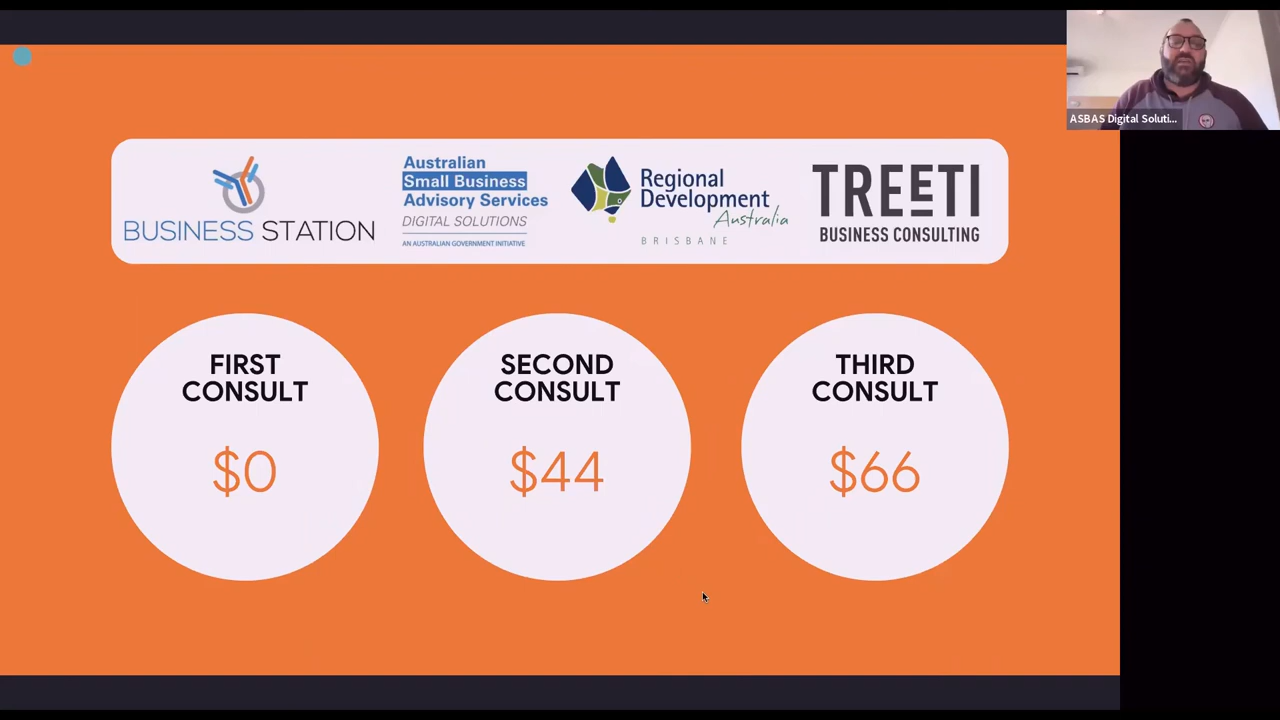 BUSINESS STATION
Australian
Small Business
Advisory Services
DIGITAL SOLUTIONS
AN AUSTRALIAN GOVERNMENT INITIATIVE
Regional
Development
Australia
BRISBANE
TREETI
BUSINESS CONSULTING
ASBAS Digital Soluti...
FIRST
CONSULT
$0
SECOND
CONSULT
$44
THIRD
CONSULT
$66